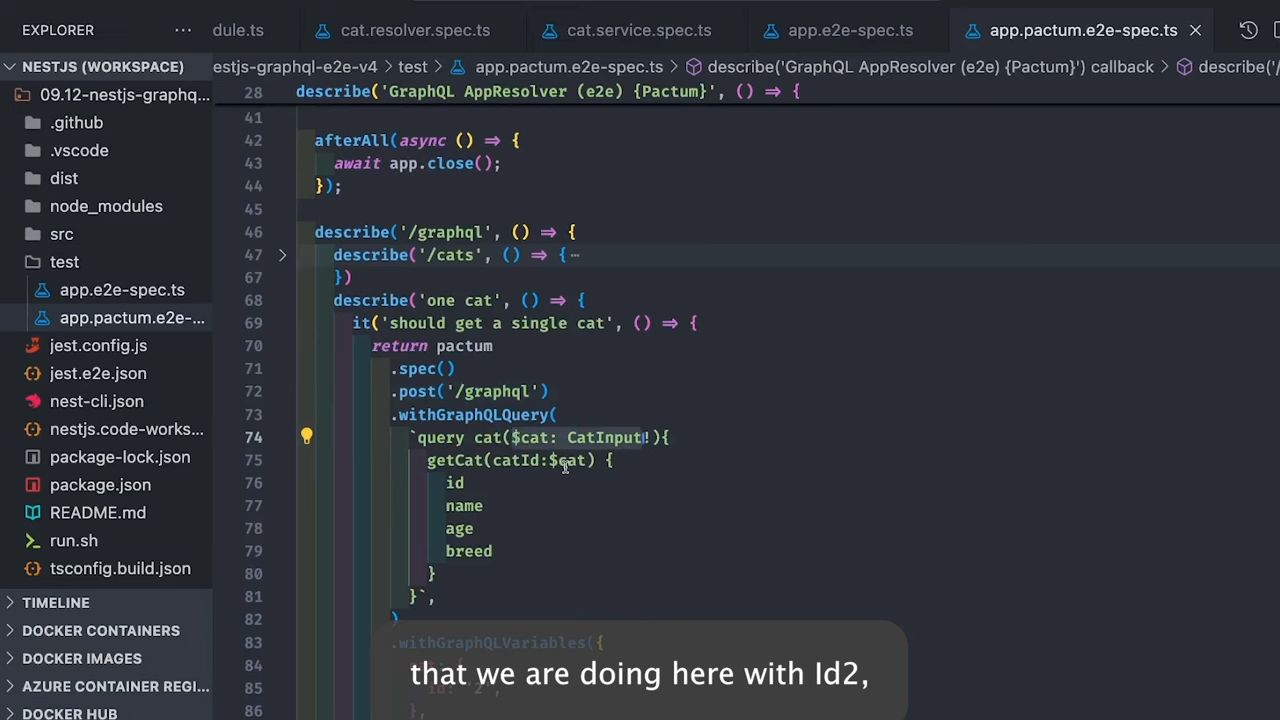 EXPLORER
dule.ts
cat.resolver.spec.ts
cat.service.spec.ts
app.e2e-spec.ts
app.pactum.e2e-spec.ts
NESTJS (WORKSPACE)
estjs-graphql-e2e-v4 > test > app.pactum.e2e-spec.ts > describe('GraphQL AppResolver (e2e) {Pactum}') callback > describe('/
09.12-nestjs-graphq...
.github
.vscode
dist
node_modules
src
test
app.e2e-spec.ts
app.pactum.e2e-...
jest.config.js
jest.e2e.json
nest-cli.json
nestjs.code-works...
package-lock.json
package.json
README.md
run.sh
tsconfig.build.json
TIMELINE
DOCKER CONTAINERS
DOCKER IMAGES
AZURE CONTAINER REGI...
DOCKER HUB
28 describe('GraphQL AppResolver (e2e) {Pactum}', () => {
41
42 afterAll(async () => {
43 await app.close();
44 });
45
46 describe('/graphql', () => {
47 describe('/cats', () => {⋯
67 })
68 describe('one cat', () => {
69 it('should get a single cat', () => {
70 return pactum
71 .spec()
72 .post('/graphql')
73 .withGraphQLQuery(
74 `query cat($cat: CatInput!){
75 getCat(catId:$cat) {
76 id
77 name
78 age
79 breed
80 }
81 }`,
82 )
83 .withGraphQLVariables({
84 {
85 id: '2',
86 },
that we are doing here with Id2,